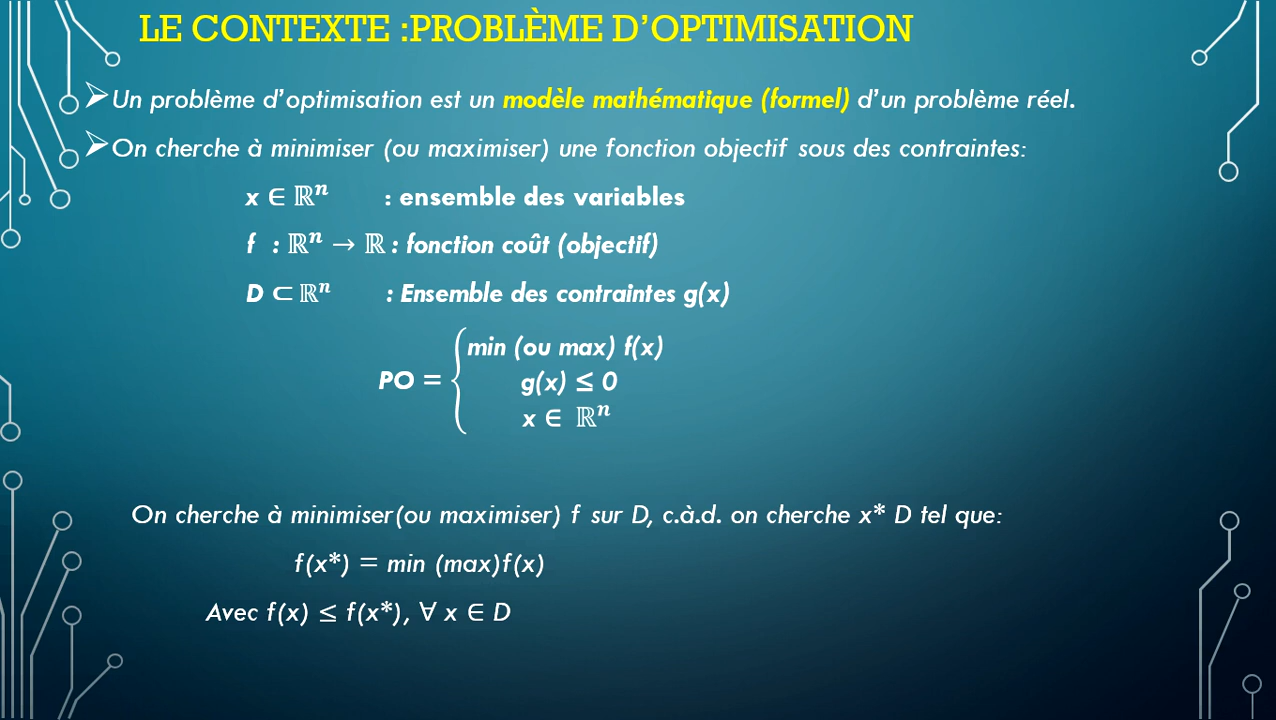 LE CONTEXTE :PROBLÈME D'OPTIMISATION
➢Un problème d'optimisation est un modèle mathématique (formel) d'un problème réel.
➢On cherche à minimiser (ou maximiser) une fonction objectif sous des contraintes:
x ∈ ℝⁿ : ensemble des variables
f : ℝⁿ → ℝ : fonction coût (objectif)
D ⊂ ℝⁿ : Ensemble des contraintes g(x)
min (ou max) f(x)
PO = { g(x) ≤ 0
x ∈ ℝⁿ
On cherche à minimiser(ou maximiser) f sur D, c.à.d. on cherche x* D tel que:
f(x*) = min (max)f(x)
Avec f(x) ≤ f(x*), ∀ x ∈ D